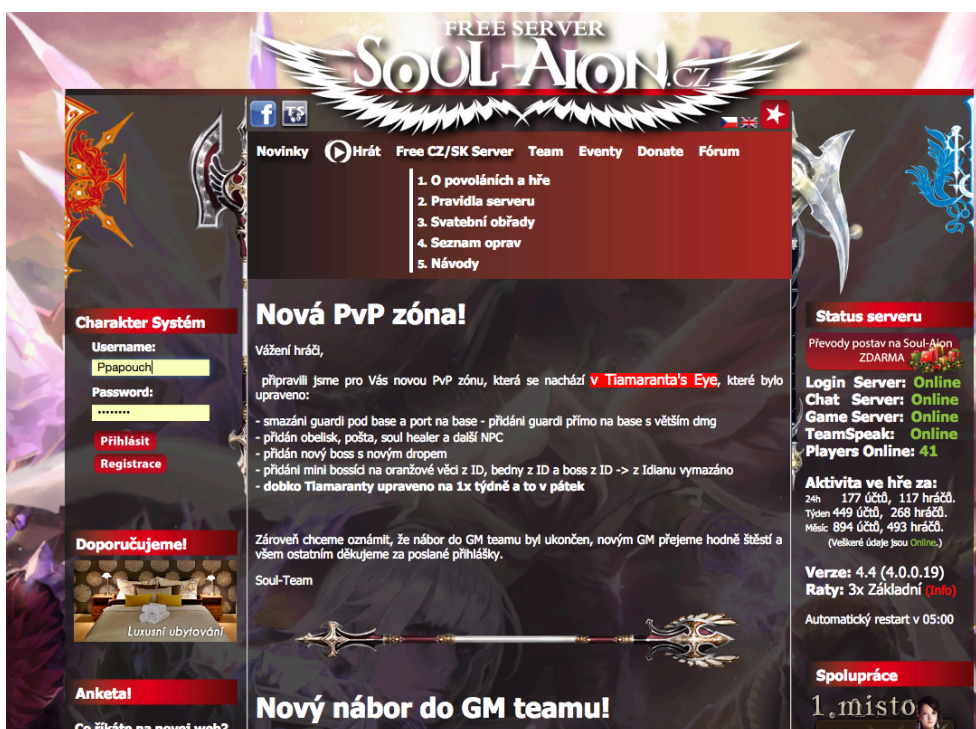 FREE SERVER
SOUL-AION.CZ
f TS
Novinky Hrát Free CZ/SK Server Team Eventy Donate Fórum
1. O povoláních a hře
2. Pravidla serveru
3. Svatební obřady
4. Seznam oprav
5. Návody
Charakter Systém
Username:
Ppapouch
Password:
••••••••
Přihlásit
Registrace
Doporučujeme!
Luxusní ubytování
Anketa!
Co říkáte na novej web?
Nová PvP zóna!
Vážení hráči,
připravili jsme pro Vás novou PvP zónu, která se nachází v Tiamaranta's Eye, které bylo
upraveno:
- smazáni guardi pod base a port na base - přidáni guardi přímo na base s větším dmg
- přidán obelisk, pošta, soul healer a další NPC
- přidán nový boss s novým dropem
- přidáni mini bossíci na oranžové věci z ID, bedny z ID a boss z ID -> z Idianu vymazáno
- dobko Tiamaranty upraveno na 1x týdně a to v pátek
Zároveň chceme oznámit, že nábor do GM teamu byl ukončen, novým GM přejeme hodně štěstí a
všem ostatním děkujeme za poslané přihlášky.
Soul-Team
Nový nábor do GM teamu!
Status serveru
Převody postav na Soul-Aion
ZDARMA
Login Server: Online
Chat Server: Online
Game Server: Online
TeamSpeak: Online
Players Online: 41
Aktivita ve hře za:
24h 177 účtů, 117 hráčů.
Týden 449 účtů, 268 hráčů.
Měsíc 894 účtů, 493 hráčů.
(Veškeré údaje jsou Online.)
Verze: 4.4 (4.0.0.19)
Raty: 3x Základní (Info)
Automatický restart v 05:00
Spolupráce
1.místo